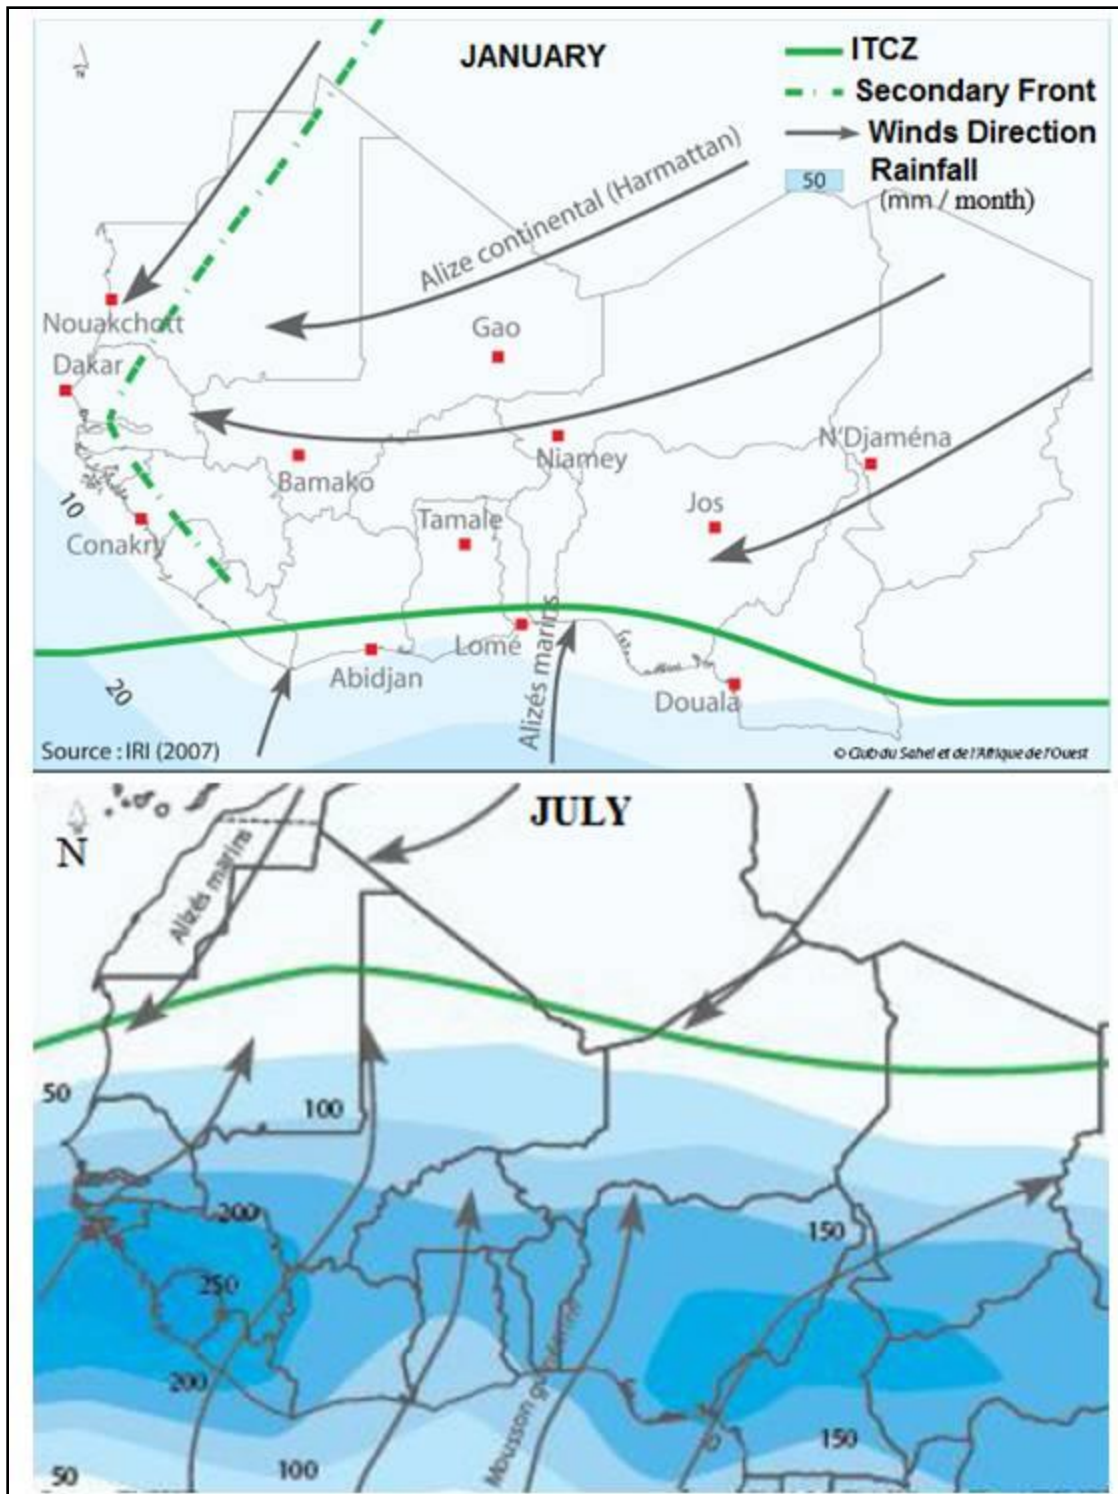 JANUARY
ITCZ
Secondary Front
Winds Direction
Rainfall
50
(mm / month)
Alize continental (Harmattan)
Nouakchott
Gao
Dakar
Niamey
N'Djaména
Bamako
Jos
Tamale
10
Conakry
Alizés marins
Lomé
Abidjan
20
Douala
Source : IRI (2007)
© Club du Sahel et de l'Afrique de l'Ouest
JULY
N
Alizés marins
50
100
200
150
250
200
Mousson
150
100
50